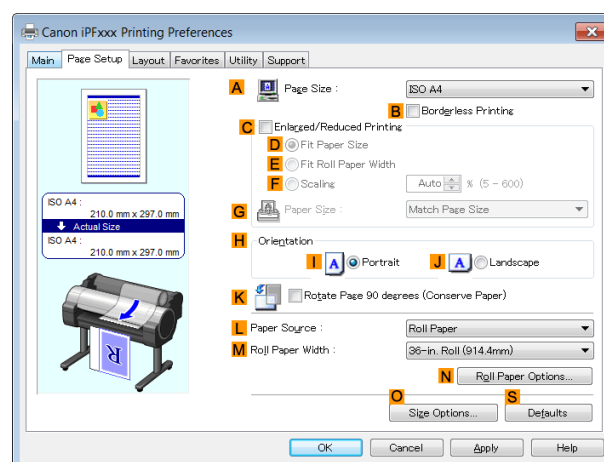 Canon iPFxxx Printing Preferences
Main Page Setup Layout Favorites Utility Support
A Page Size : ISO A4
B Borderless Printing
C Enlarged/Reduced Printing
D Fit Paper Size
E Fit Roll Paper Width
F Scaling Auto % (5 - 600)
G Paper Size : Match Page Size
ISO A4 :
210.0 mm x 297.0 mm
Actual Size
ISO A4 :
210.0 mm x 297.0 mm
H Orientation
I A Portrait J A Landscape
K Rotate Page 90 degrees (Conserve Paper)
L Paper Source : Roll Paper
M Roll Paper Width : 36-in. Roll (914.4mm)
R
N Roll Paper Options...
O S
Size Options... Defaults
OK Cancel Apply Help